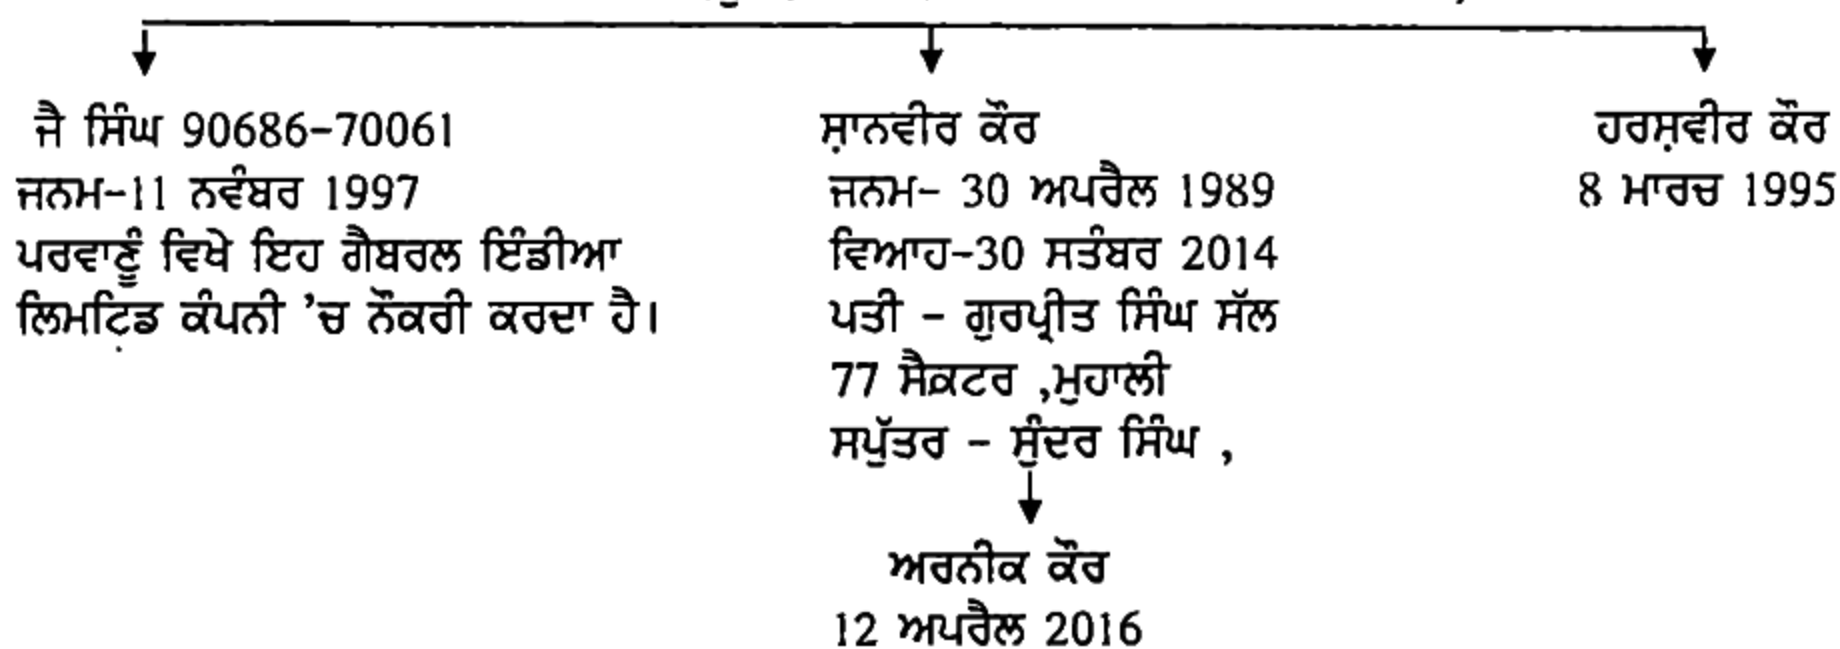 ਜੈ ਸਿੰਘ 90686-70061
ਜਨਮ-11 ਨਵੰਬਰ 1997
ਪਰਵਾਣੂੰ ਵਿਖੇ ਇਹ ਗੈਬਰਲ ਇੰਡੀਆ
ਲਿਮਟਿਡ ਕੰਪਨੀ 'ਚ ਨੌਕਰੀ ਕਰਦਾ ਹੈ।
ਸ਼ਾਨਵੀਰ ਕੌਰ
ਜਨਮ- 30 ਅਪਰੈਲ 1989
ਵਿਆਹ-30 ਸਤੰਬਰ 2014
ਪਤੀ - ਗੁਰਪ੍ਰੀਤ ਸਿੰਘ ਸੱਲ
77 ਸੈਕਟਰ ,ਮੁਹਾਲੀ
ਸਪੁੱਤਰ - ਸੁੰਦਰ ਸਿੰਘ ,
ਅਰਨੀਕ ਕੌਰ
12 ਅਪਰੈਲ 2016
ਹਰਸ਼ਵੀਰ ਕੌਰ
8 ਮਾਰਚ 1995